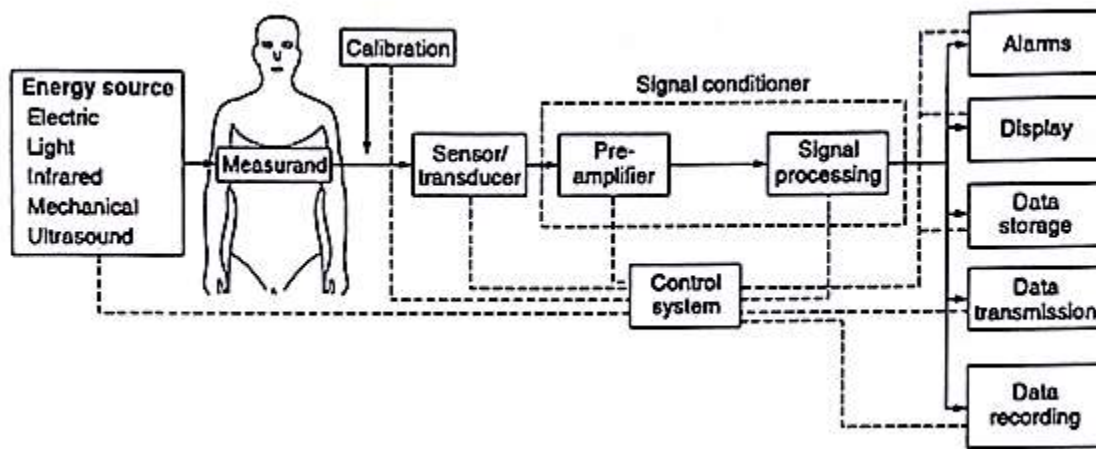 Energy source
Electric
Light
Infrared
Mechanical
Ultrasound
Measurand
Calibration
Sensor/
transducer
Signal conditioner
Pre-
amplifier
Signal
processing
Control
system
Alarms
Display
Data
storage
Data
transmission
Data
recording